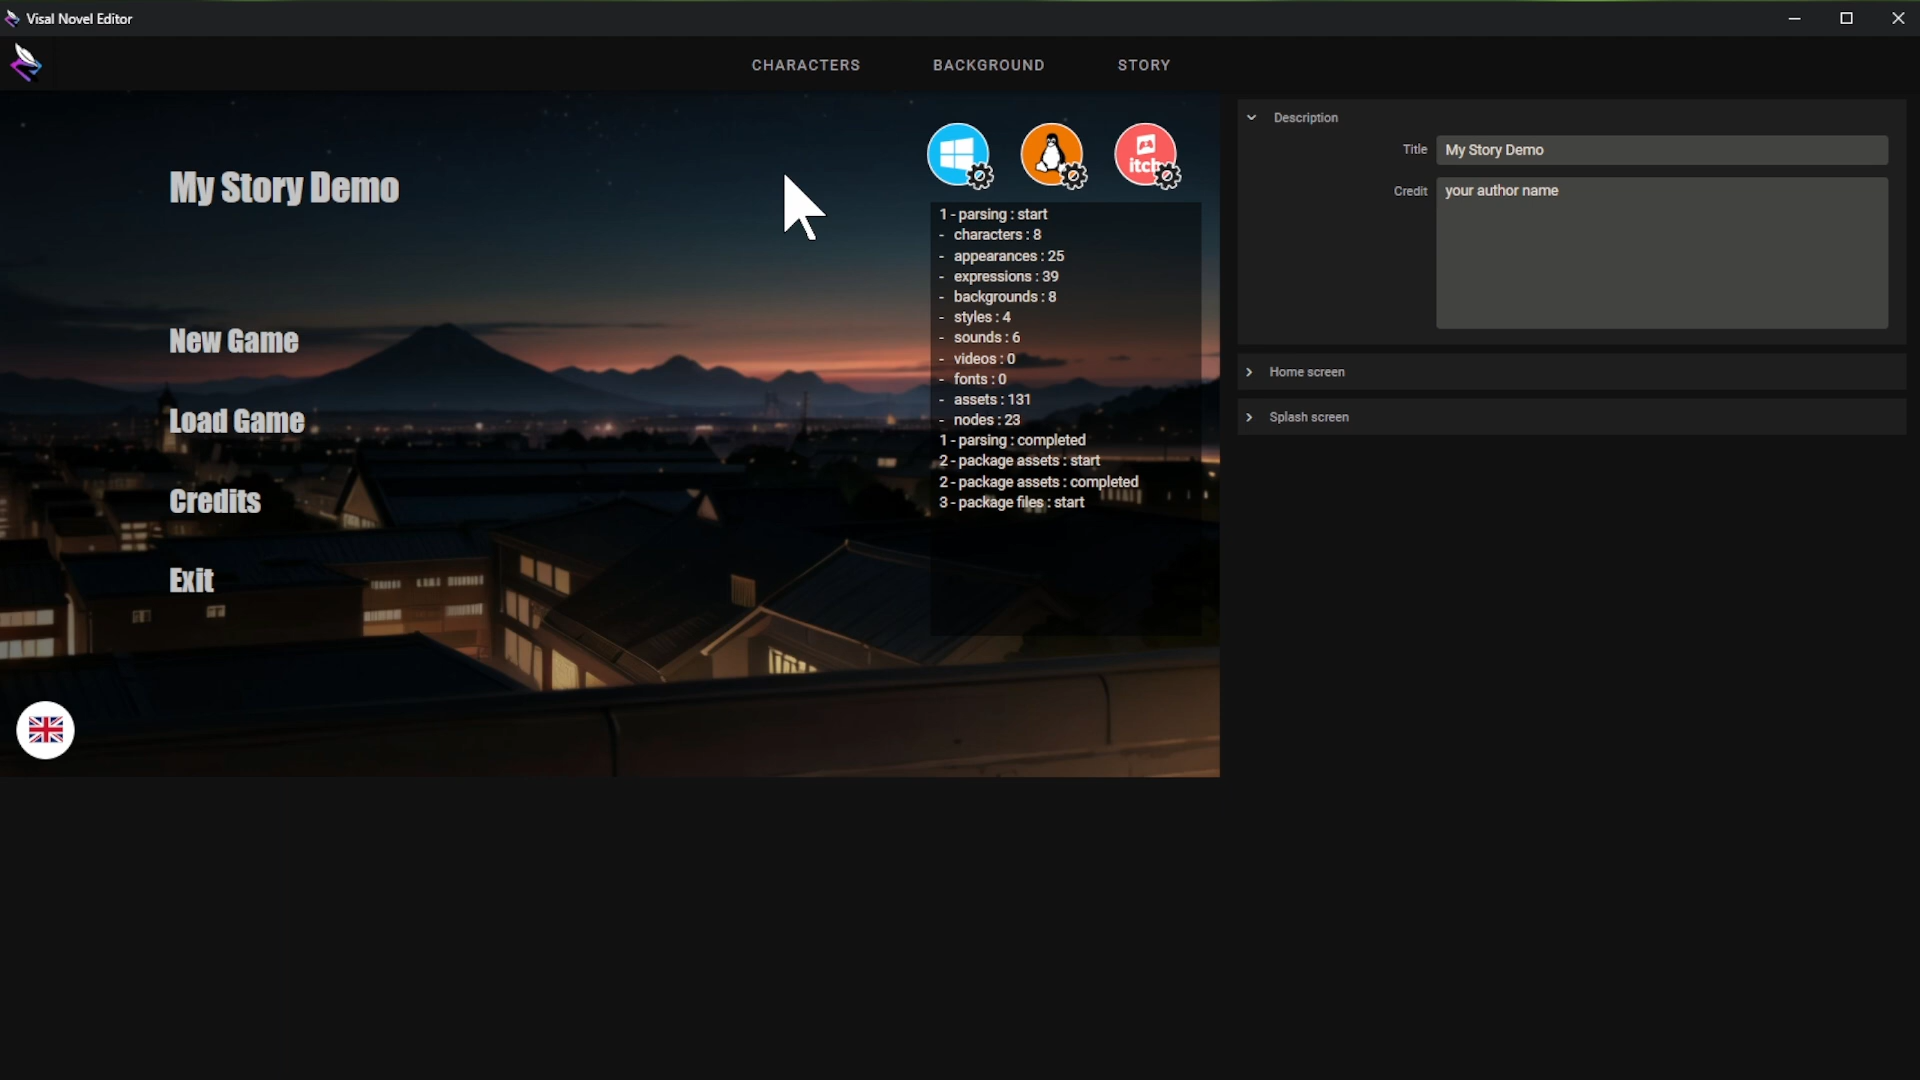 Visal Novel Editor
CHARACTERS
BACKGROUND
STORY
My Story Demo
New Game
Load Game
Credits
Exit
itch
1 - parsing : start
- characters : 8
- appearances : 25
- expressions : 39
- backgrounds : 8
- styles : 4
- sounds : 6
- videos : 0
- fonts : 0
- assets : 131
- nodes : 23
1 - parsing : completed
2 - package assets : start
2 - package assets : completed
3 - package files : start
Description
Title My Story Demo
Credit your author name
Home screen
Splash screen